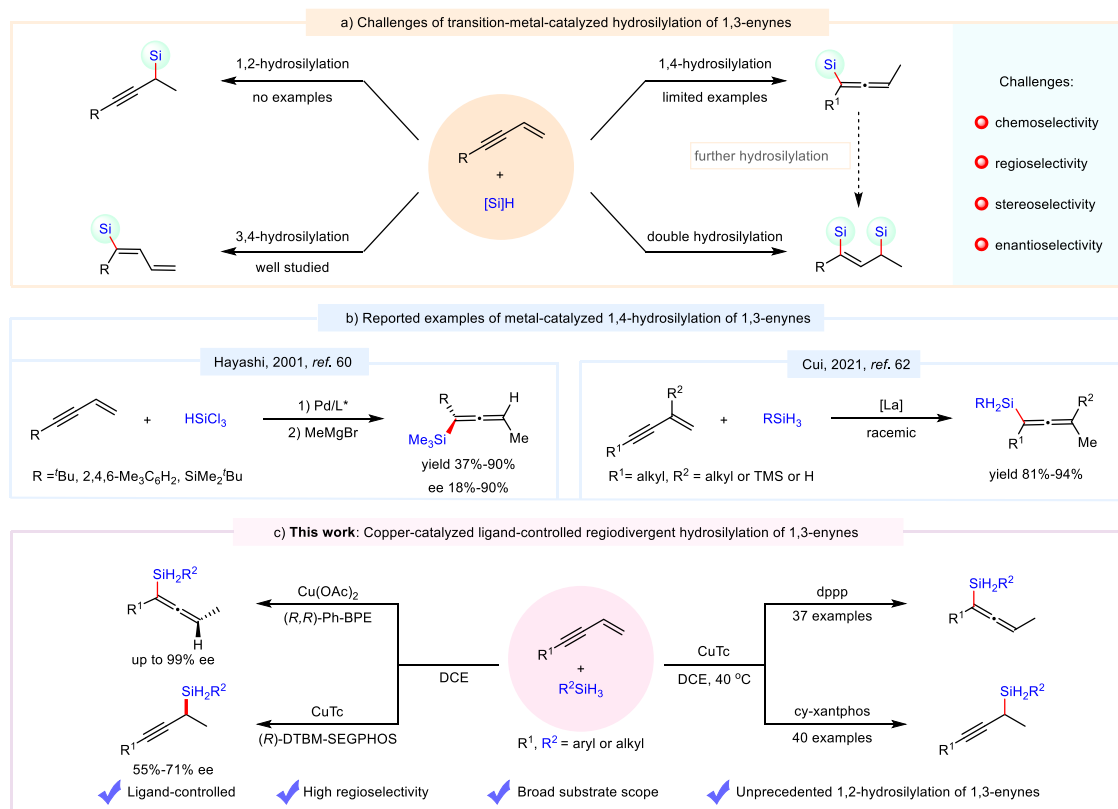 a) Challenges of transition-metal-catalyzed hydrosilylation of 1,3-enynes
Si
R
1,2-hydrosilylation
no examples
1,4-hydrosilylation
limited examples
Si
R¹
Challenges:
chemoselectivity
regioselectivity
stereoselectivity
enantioselectivity
R
+
[Si]H
further hydrosilylation
Si
R
3,4-hydrosilylation
well studied
double hydrosilylation
Si Si
R
b) Reported examples of metal-catalyzed 1,4-hydrosilylation of 1,3-enynes
Hayashi, 2001, ref. 60
R
+
HSiCl₃
1) Pd/L*
2) MeMgBr
R H
Me₃Si Me
yield 37%-90%
ee 18%-90%
R =ᵗBu, 2,4,6-Me₃C₆H₂, SiMe₂ᵗBu
Cui, 2021, ref. 62
R²
R¹
+
RSiH₃
[La]
racemic
RH₂Si R²
R¹ Me
yield 81%-94%
R¹= alkyl, R² = alkyl or TMS or H
c) This work: Copper-catalyzed ligand-controlled regiodivergent hydrosilylation of 1,3-enynes
SiH₂R²
R¹
H
up to 99% ee
Cu(OAc)₂
(R,R)-Ph-BPE
SiH₂R²
R¹
55%-71% ee
CuTc
(R)-DTBM-SEGPHOS
DCE
R¹
+
R²SiH₃
R¹, R² = aryl or alkyl
CuTc
DCE, 40 °C
dppp
37 examples
SiH₂R²
R¹
cy-xantphos
40 examples
SiH₂R²
R¹
Ligand-controlled
High regioselectivity
Broad substrate scope
Unprecedented 1,2-hydrosilylation of 1,3-enynes